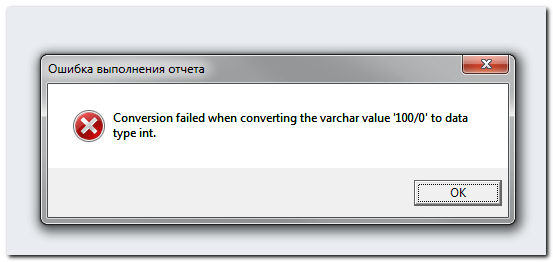 Ошибка выполнения отчета
Conversion failed when converting the varchar value '100/0' to data
type int.
OK